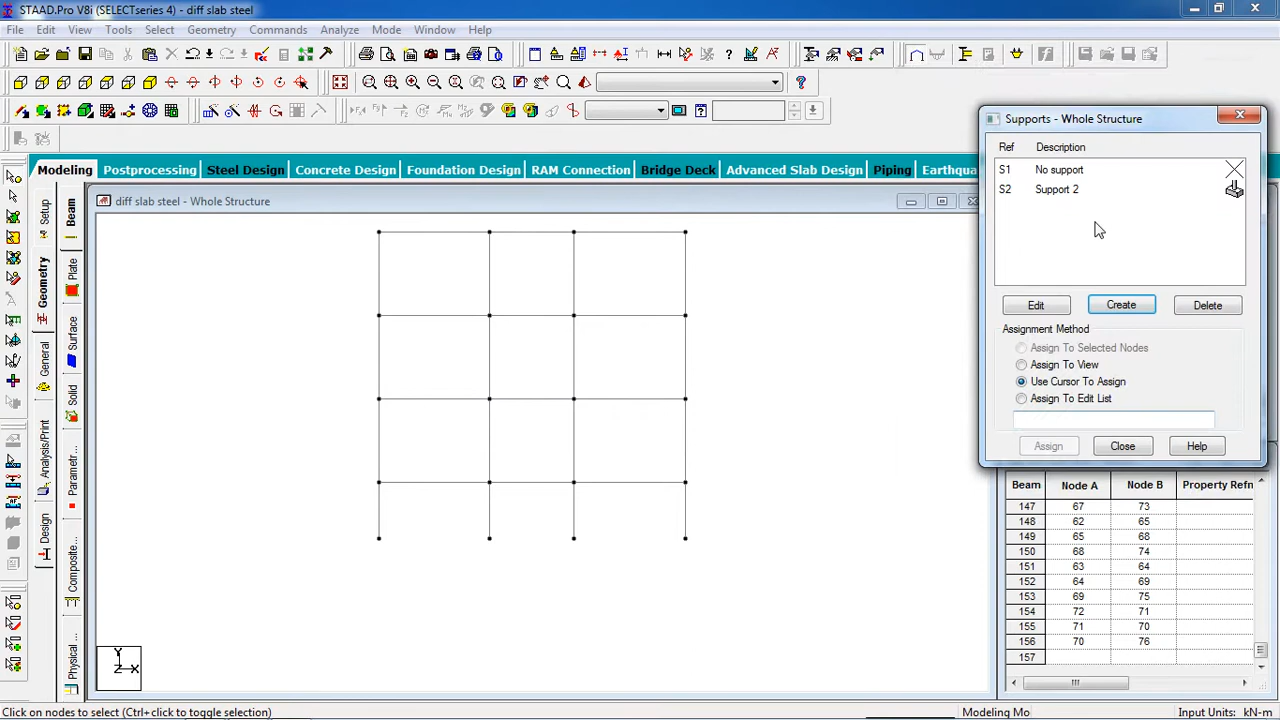 STAAD.Pro V8i (SELECTseries 4) - diff slab steel
File Edit View Tools Select Geometry Commands Analyze Mode Window Help
Modeling Postprocessing Steel Design Concrete Design Foundation Design RAM Connection Bridge Deck Advanced Slab Design Piping Earthqua
diff slab steel - Whole Structure
Setup
Geometry
General
Analysis/Print
Design
Beam
Plate
Surface
Solid
Parametr...
Composite...
Physical ...
Y
Z X
Supports - Whole Structure
Ref Description
S1 No support
S2 Support 2
Edit Create Delete
Assignment Method
Assign To Selected Nodes
Assign To View
Use Cursor To Assign
Assign To Edit List
Assign Close Help
Beam Node A Node B Property Refn
147 67 73
148 62 65
149 65 68
150 68 74
151 63 64
152 64 69
153 69 75
154 72 71
155 71 70
156 70 76
157
Click on nodes to select (Ctrl+click to toggle selection) Modeling Mo Input Units: kN-m